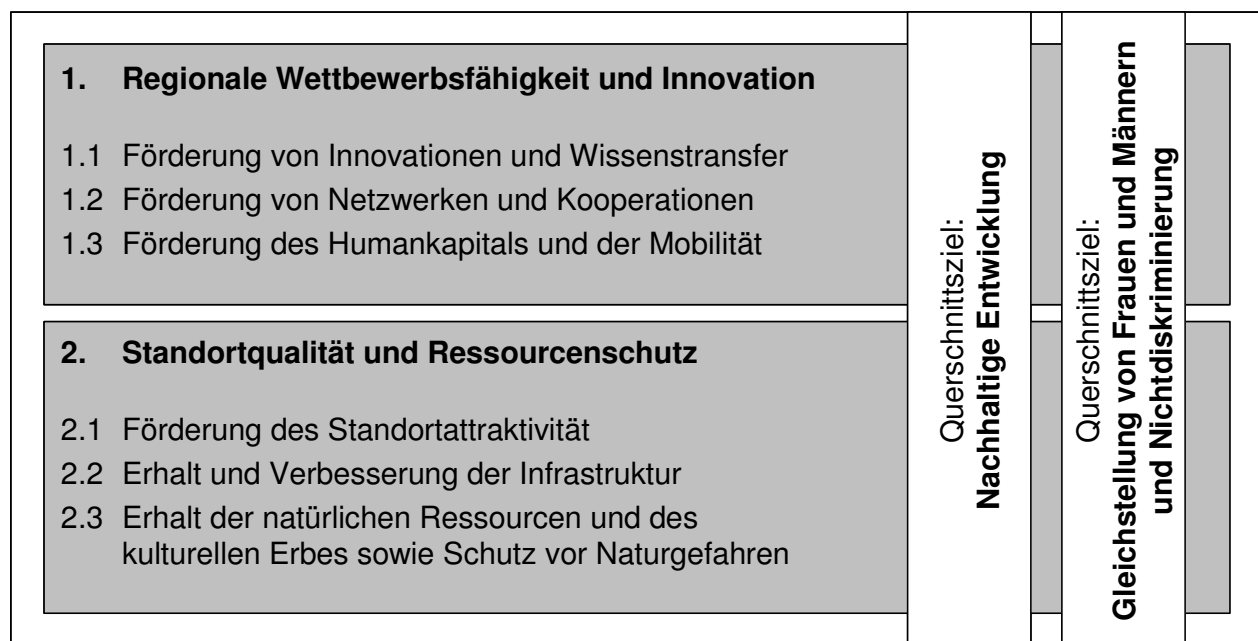 1. Regionale Wettbewerbsfähigkeit und Innovation
1.1 Förderung von Innovationen und Wissenstransfer
1.2 Förderung von Netzwerken und Kooperationen
1.3 Förderung des Humankapitals und der Mobilität
2. Standortqualität und Ressourcenschutz
2.1 Förderung des Standortattraktivität
2.2 Erhalt und Verbesserung der Infrastruktur
2.3 Erhalt der natürlichen Ressourcen und des
kulturellen Erbes sowie Schutz vor Naturgefahren
Querschnittsziel:
Nachhaltige Entwicklung
Querschnittsziel:
Gleichstellung von Frauen und Männern
und Nichtdiskriminierung